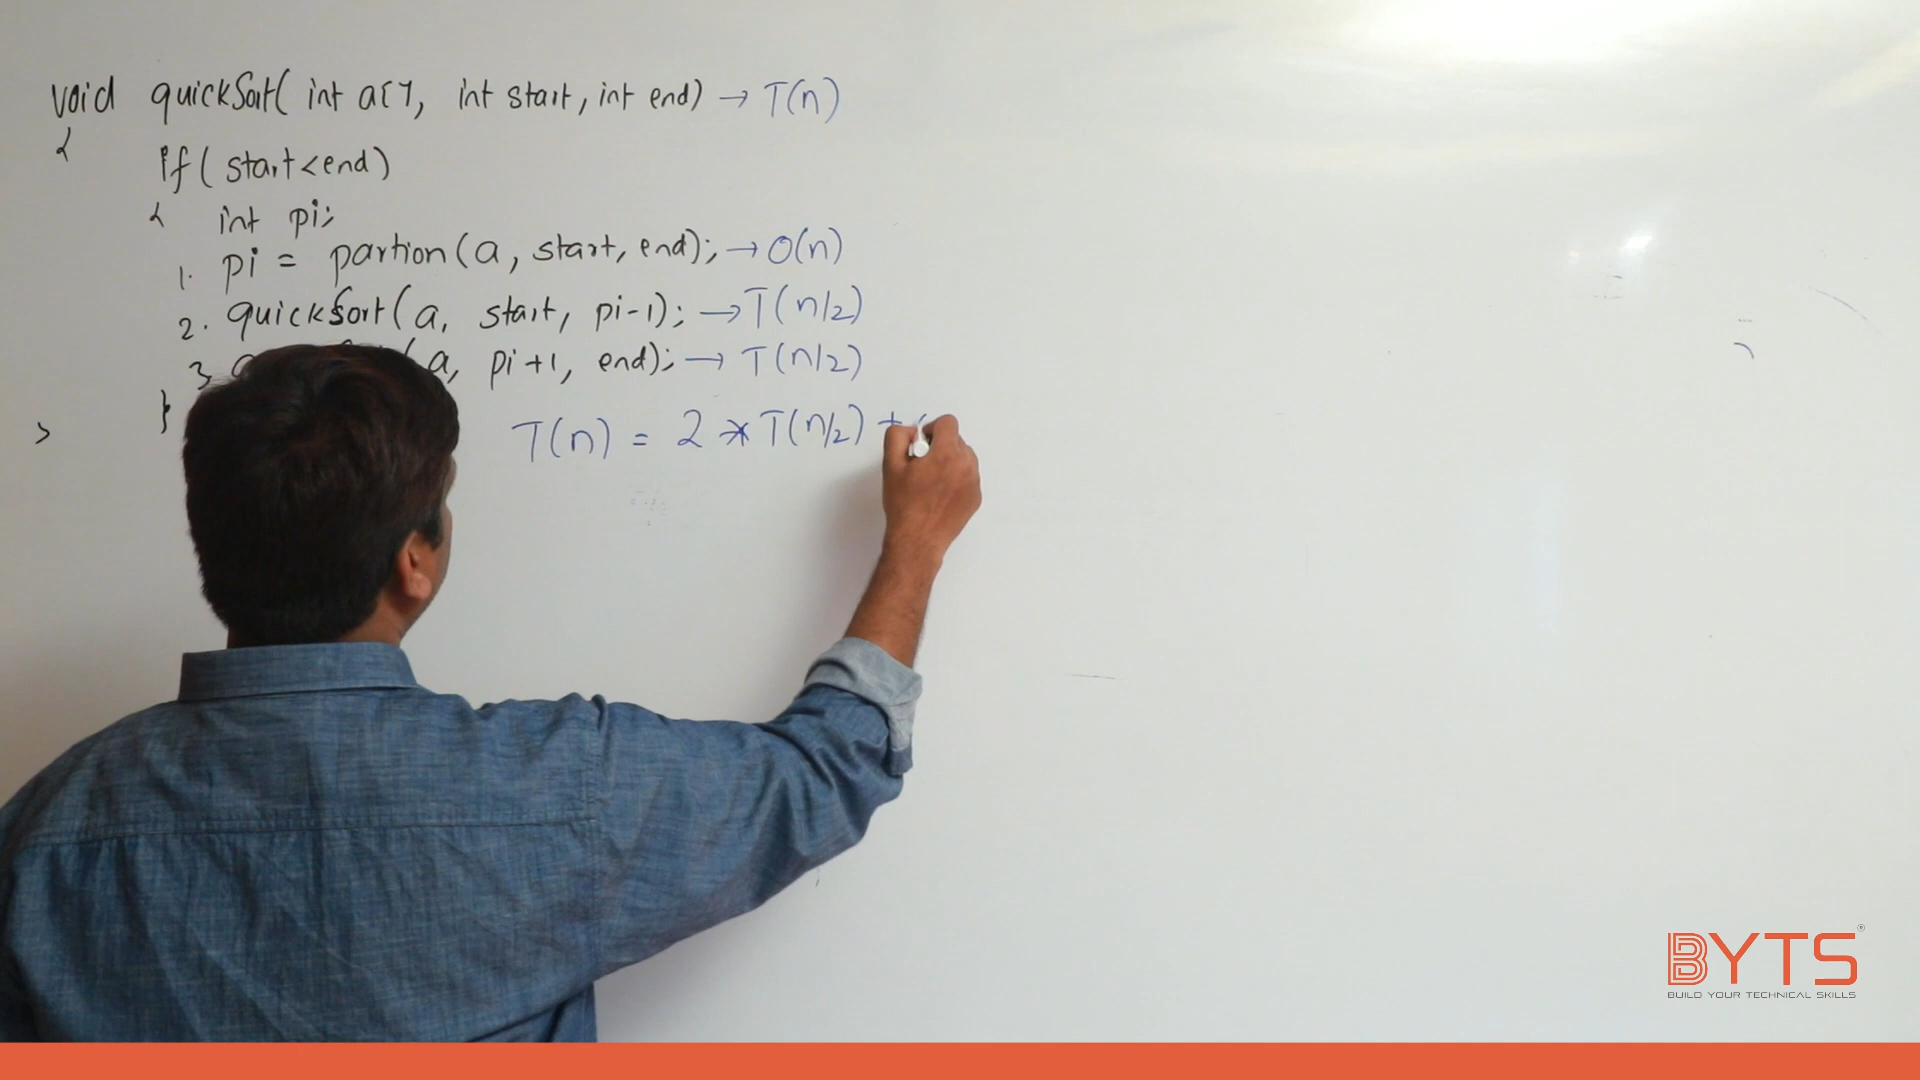 void quickSort( int a[], int start, int end) → T(n)
{
if( start<end)
{ int pi;
1. pi = partion(a, start, end); → O(n)
2. quickSort(a, start, pi-1); → T(n/2)
3 a, pi+1, end); → T(n/2)
}
T(n) = 2 * T(n/2) +
BYTS
BUILD YOUR TECHNICAL SKILLS